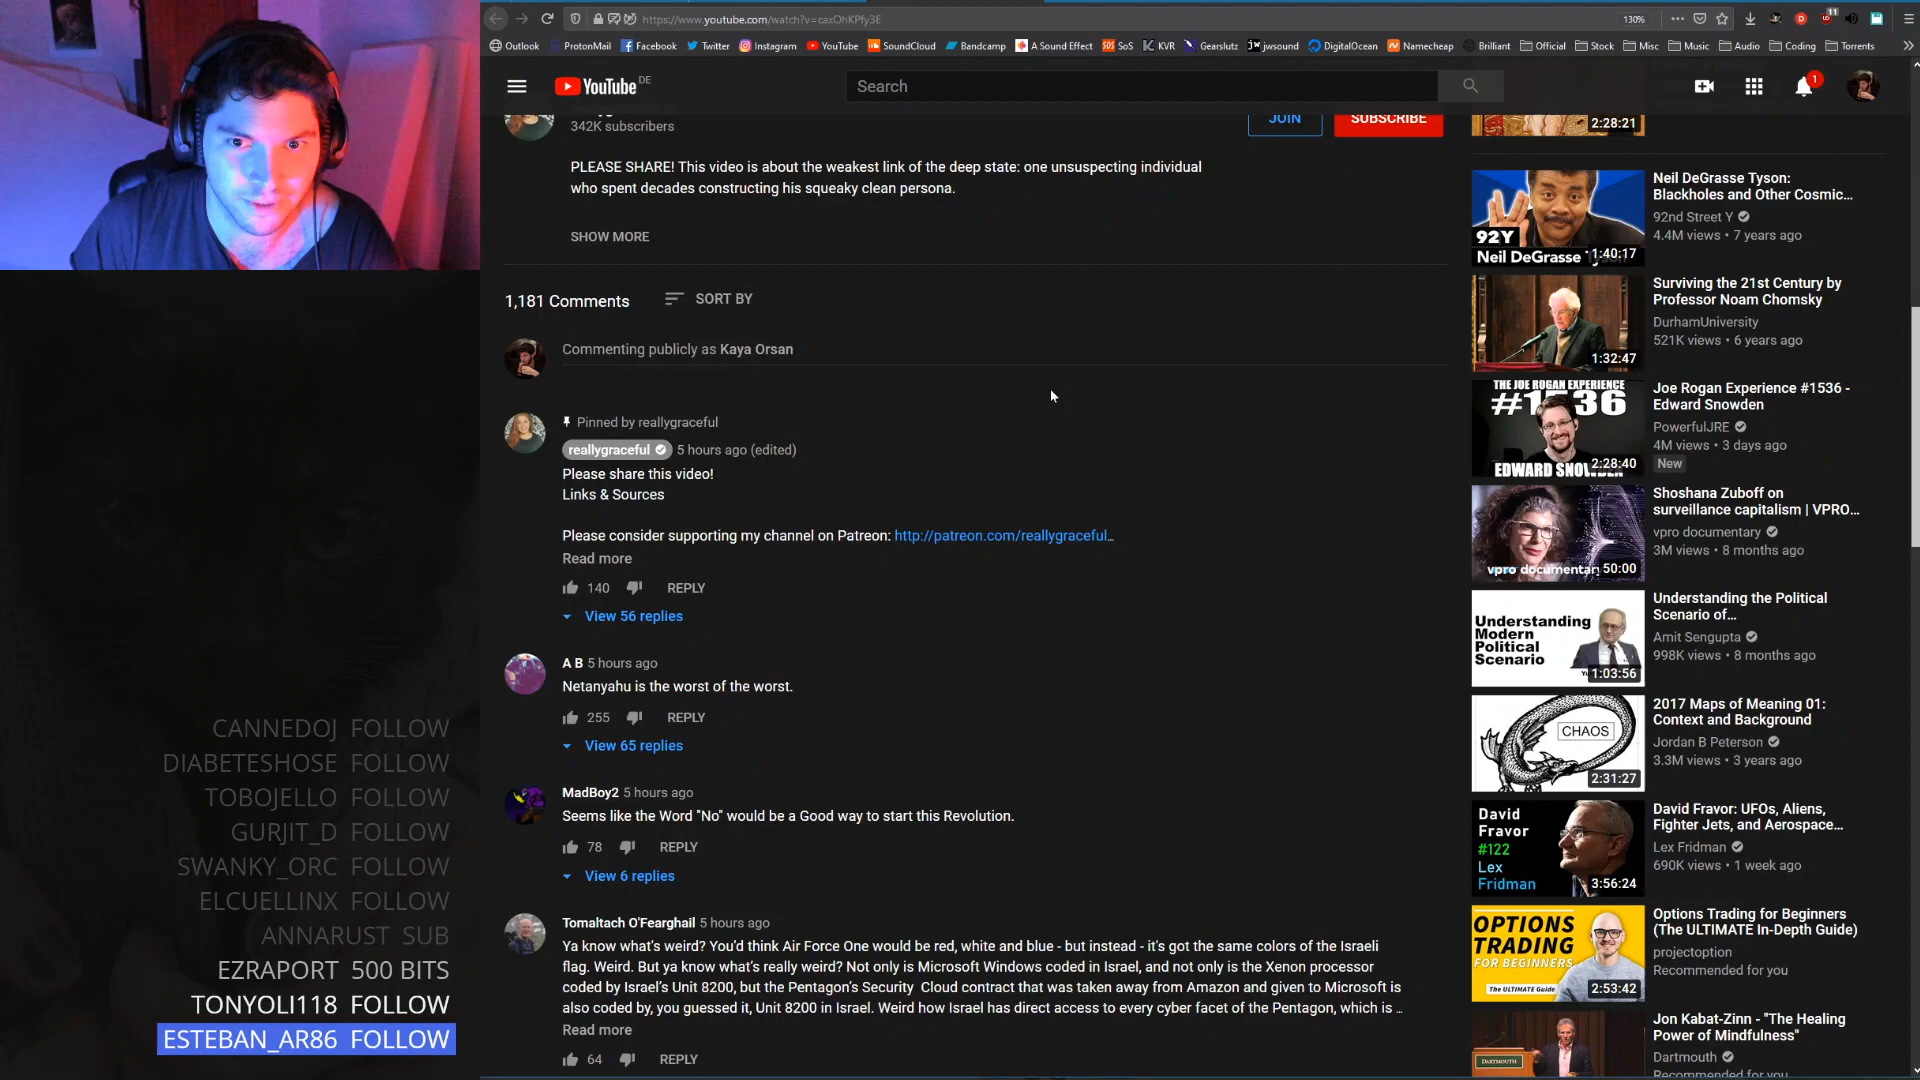 https://www.youtube.com/watch?v=caxOhKPfy3E
130%
11
Outlook
ProtonMail
Facebook
Twitter
Instagram
YouTube
SoundCloud
Bandcamp
A Sound Effect
SOS SoS
KVR
Gearslutz
jw jwsound
DigitalOcean
Namecheap
Brilliant
Official
Stock
Misc
Music
Audio
Coding
Torrents
YouTube DE
Search
1
342K subscribers
JOIN
SUBSCRIBE
PLEASE SHARE! This video is about the weakest link of the deep state: one unsuspecting individual
who spent decades constructing his squeaky clean persona.
SHOW MORE
1,181 Comments
SORT BY
Commenting publicly as Kaya Orsan
Pinned by reallygraceful
reallygraceful 5 hours ago (edited)
Please share this video!
Links & Sources
Please consider supporting my channel on Patreon: http://patreon.com/reallygraceful...
Read more
140 REPLY
View 56 replies
A B 5 hours ago
Netanyahu is the worst of the worst.
255 REPLY
View 65 replies
MadBoy2 5 hours ago
Seems like the Word "No" would be a Good way to start this Revolution.
78 REPLY
View 6 replies
Tomaltach O'Fearghail 5 hours ago
Ya know what's weird? You'd think Air Force One would be red, white and blue - but instead - it's got the same colors of the Israeli
flag. Weird. But ya know what's really weird? Not only is Microsoft Windows coded in Israel, and not only is the Xenon processor
coded by Israel's Unit 8200, but the Pentagon's Security Cloud contract that was taken away from Amazon and given to Microsoft is
also coded by, you guessed it, Unit 8200 in Israel. Weird how Israel has direct access to every cyber facet of the Pentagon, which is ...
Read more
64 REPLY
2:28:21
92Y
Neil DeGrasse Tyson
1:40:17
Neil DeGrasse Tyson:
Blackholes and Other Cosmic...
92nd Street Y
4.4M views • 7 years ago
1:32:47
Surviving the 21st Century by
Professor Noam Chomsky
DurhamUniversity
521K views • 6 years ago
THE JOE ROGAN EXPERIENCE
#1536
EDWARD SNOWDEN
2:28:40
Joe Rogan Experience #1536 -
Edward Snowden
PowerfulJRE
4M views • 3 days ago
New
vpro documentary
50:00
Shoshana Zuboff on
surveillance capitalism | VPRO...
vpro documentary
3M views • 8 months ago
Understanding
Modern
Political
Scenario
1:03:56
Understanding the Political
Scenario of...
Amit Sengupta
998K views • 8 months ago
CHAOS
2:31:27
2017 Maps of Meaning 01:
Context and Background
Jordan B Peterson
3.3M views • 3 years ago
David
Fravor
#122
Lex
Fridman
3:56:24
David Fravor: UFOs, Aliens,
Fighter Jets, and Aerospace...
Lex Fridman
690K views • 1 week ago
OPTIONS
TRADING
FOR BEGINNERS
The ULTIMATE Guide
2:53:42
Options Trading for Beginners
(The ULTIMATE In-Depth Guide)
projectoption
Recommended for you
DARTMOUTH
Jon Kabat-Zinn - "The Healing
Power of Mindfulness"
Dartmouth
Recommended for you
CANNEDOJ FOLLOW
DIABETESHOSE FOLLOW
TOBOJELLO FOLLOW
GURJIT_D FOLLOW
SWANKY_ORC FOLLOW
ELCUELLINX FOLLOW
ANNARUST SUB
EZRAPORT 500 BITS
TONYOLI118 FOLLOW
ESTEBAN_AR86 FOLLOW